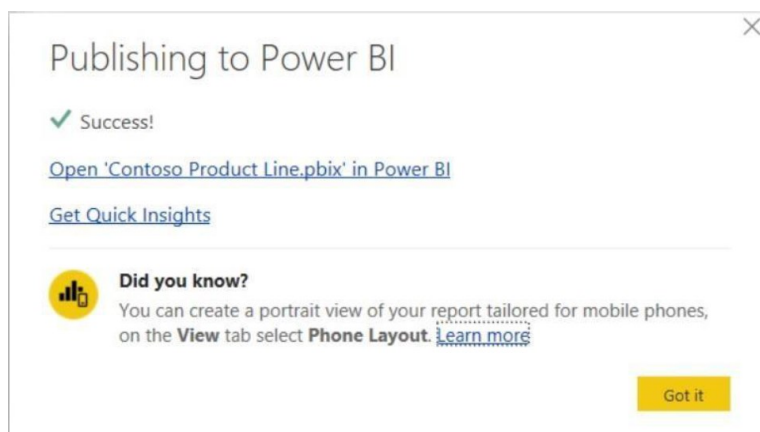 Publishing to Power BI
Success!
Open 'Contoso Product Line.pbix' in Power BI
Get Quick Insights
Did you know?
You can create a portrait view of your report tailored for mobile phones,
on the View tab select Phone Layout. Learn more
Got it